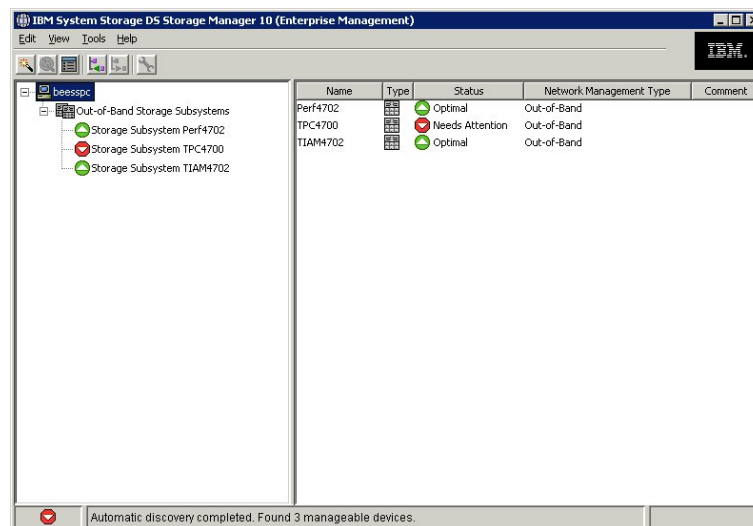 IBM System Storage DS Storage Manager 10 (Enterprise Management)
Edit View Tools Help
IBM.
beesspc
Out-of-Band Storage Subsystems
Storage Subsystem Perf4702
Storage Subsystem TPC4700
Storage Subsystem TIAM4702
Name Type Status Network Management Type Comment
Perf4702 Optimal Out-of-Band
TPC4700 Needs Attention Out-of-Band
TIAM4702 Optimal Out-of-Band
Automatic discovery completed. Found 3 manageable devices.